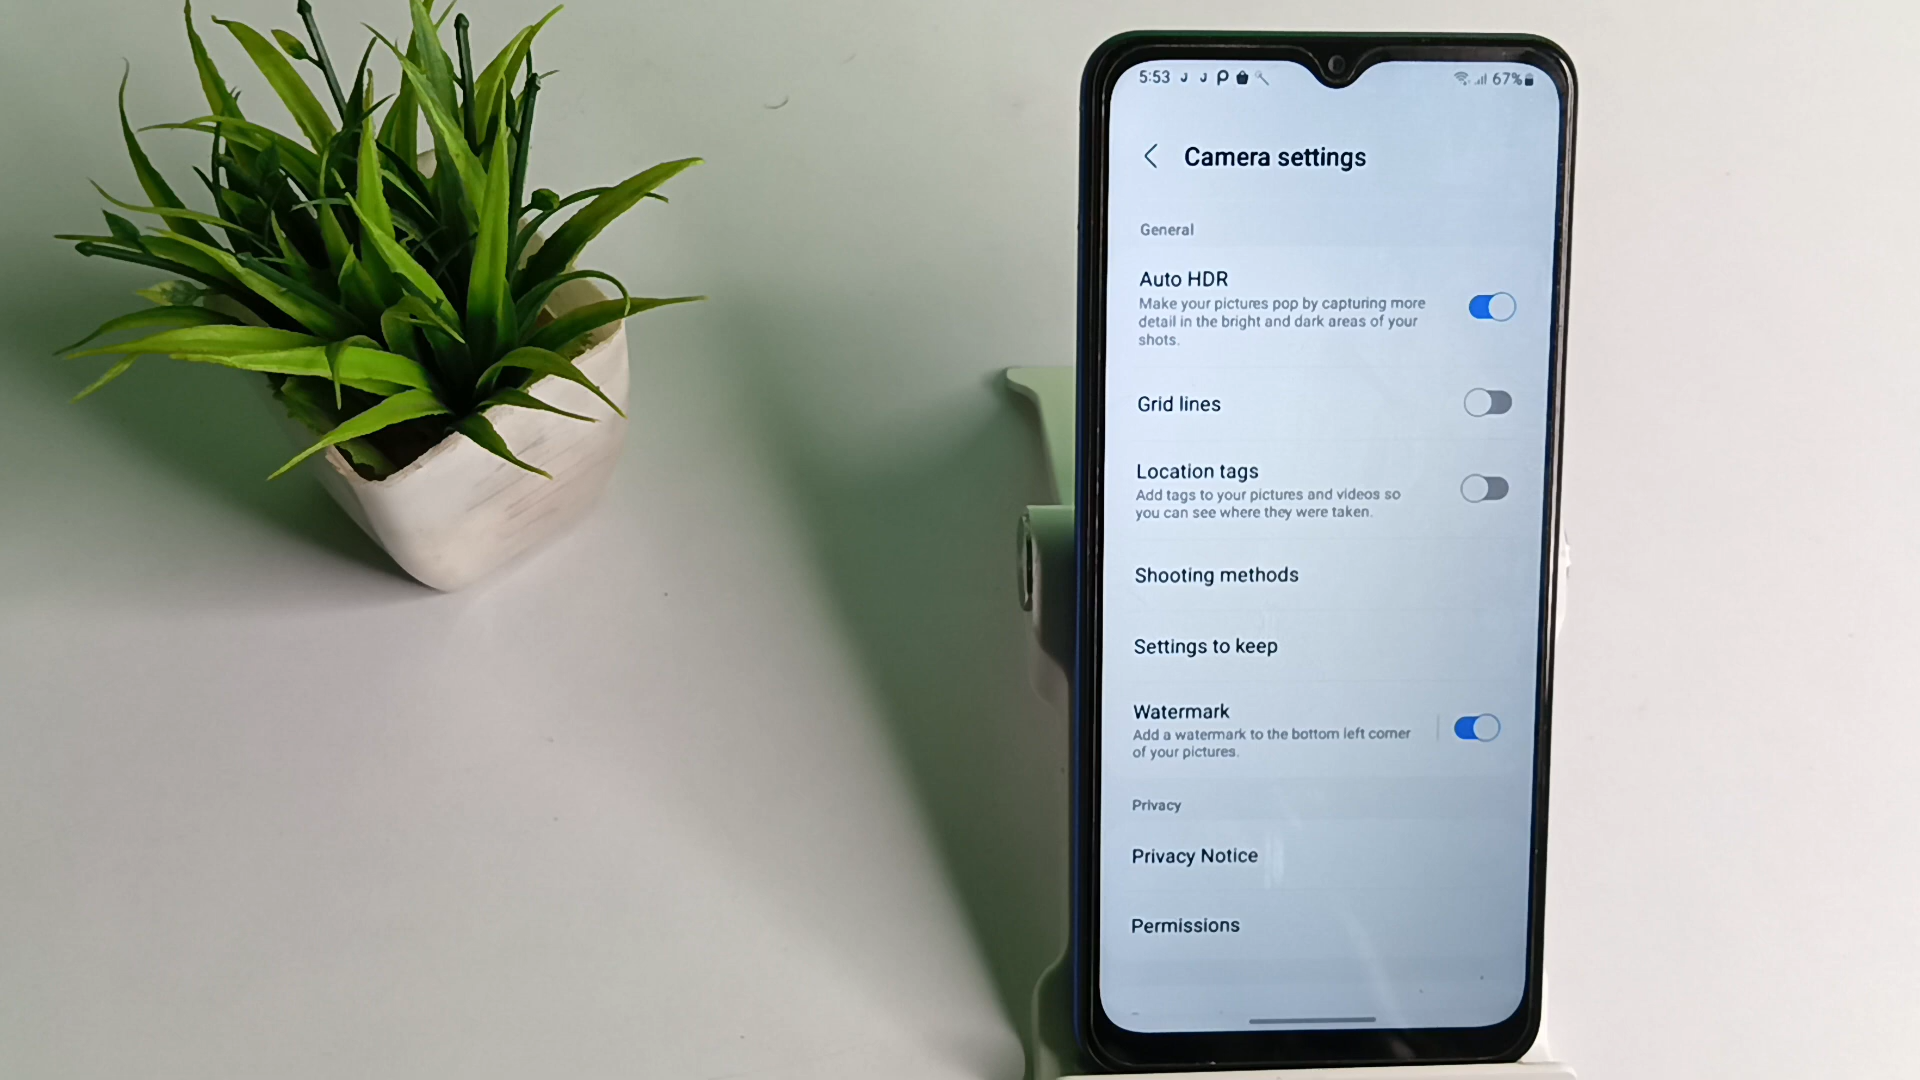 5:53 67%
Camera settings
General
Auto HDR
Make your pictures pop by capturing more
detail in the bright and dark areas of your
shots.
Grid lines
Location tags
Add tags to your pictures and videos so
you can see where they were taken.
Shooting methods
Settings to keep
Watermark
Add a watermark to the bottom left corner
of your pictures.
Privacy
Privacy Notice
Permissions